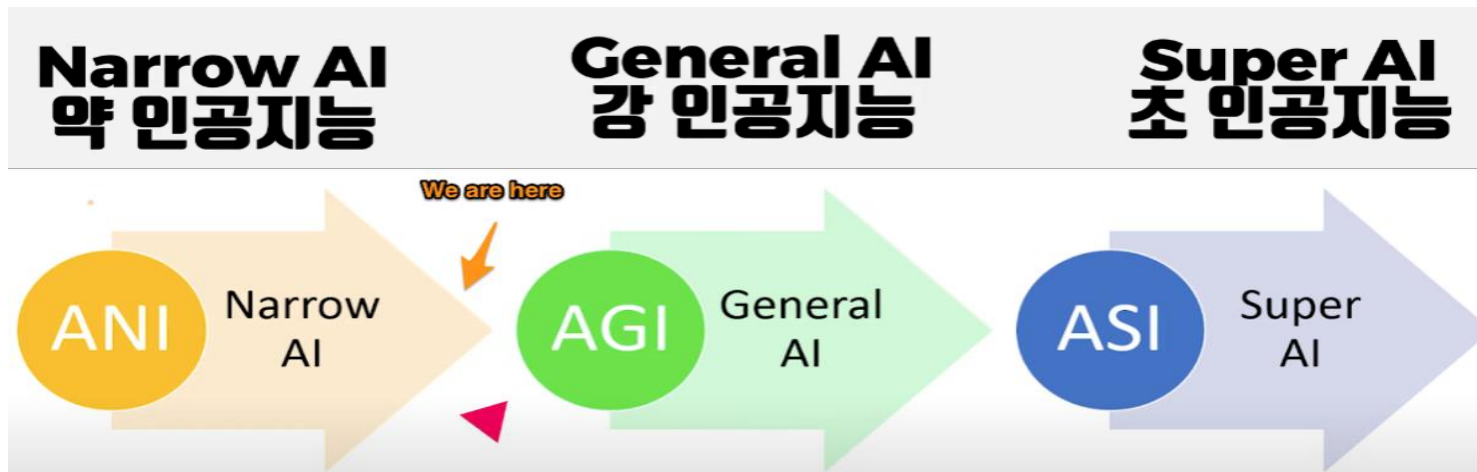 Narrow AI
약 인공지능
General AI
강 인공지능
Super AI
초 인공지능
We are here
ANI
Narrow
AI
AGI
General
AI
ASI
Super
AI